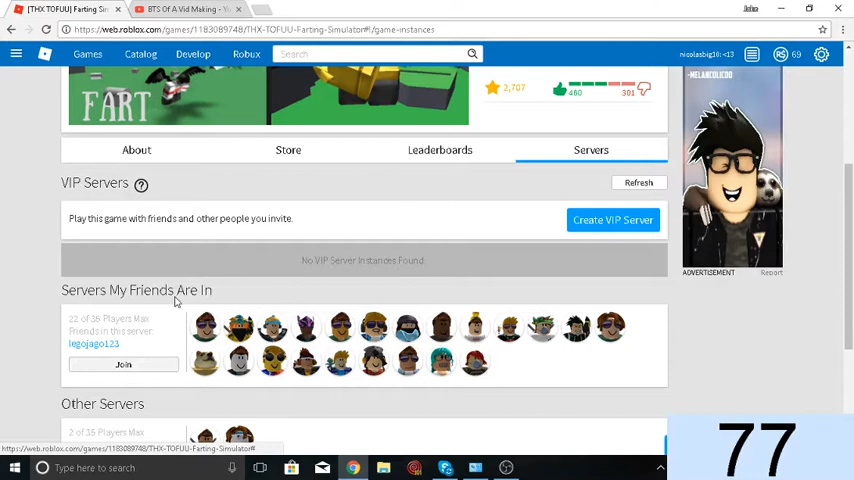 [THX TOFUU] Farting Sim
BTS Of A Vid Making - Yo
John
https://web.roblox.com/games/1183089748/THX-TOFUU-Farting-Simulator#!/game-instances
Games
Catalog
Develop
Robux
Search
nicolasbig10: <13
69
FART
2,707
460
301
-MELANKOLICOO
About
Store
Leaderboards
Servers
VIP Servers
Refresh
Play this game with friends and other people you invite.
Create VIP Server
No VIP Server Instances Found.
ADVERTISEMENT
Report
Servers My Friends Are In
22 of 35 Players Max
Friends in this server:
legojago123
Join
Other Servers
2 of 35 Players Max
https://web.roblox.com/games/1183089748/THX-TOFUU-Farting-Simulator#
77
Type here to search